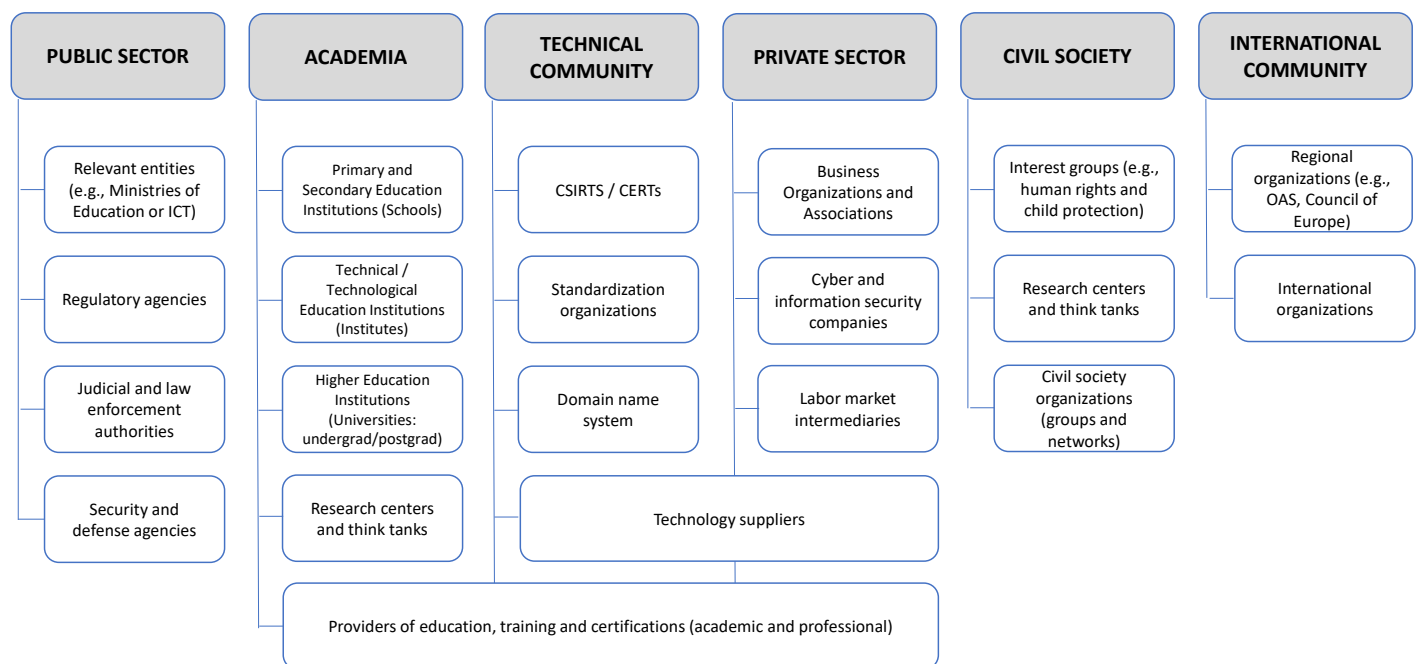 PUBLIC SECTOR
ACADEMIA
TECHNICAL
COMMUNITY
PRIVATE SECTOR
CIVIL SOCIETY
INTERNATIONAL
COMMUNITY
Relevant entities
(e.g., Ministries of
Education or ICT)
Regulatory agencies
Judicial and law
enforcement
authorities
Security and
defense agencies
Primary and
Secondary Education
Institutions (Schools)
Technical /
Technological
Education Institutions
(Institutes)
Higher Education
Institutions
(Universities:
undergrad/postgrad)
Research centers
and think tanks
CSIRTS / CERTs
Standardization
organizations
Domain name
system
Business
Organizations and
Associations
Cyber and
information security
companies
Labor market
intermediaries
Technology suppliers
Providers of education, training and certifications (academic and professional)
Interest groups (e.g.,
human rights and
child protection)
Research centers
and think tanks
Civil society
organizations
(groups and
networks)
Regional
organizations (e.g.,
OAS, Council of
Europe)
International
organizations